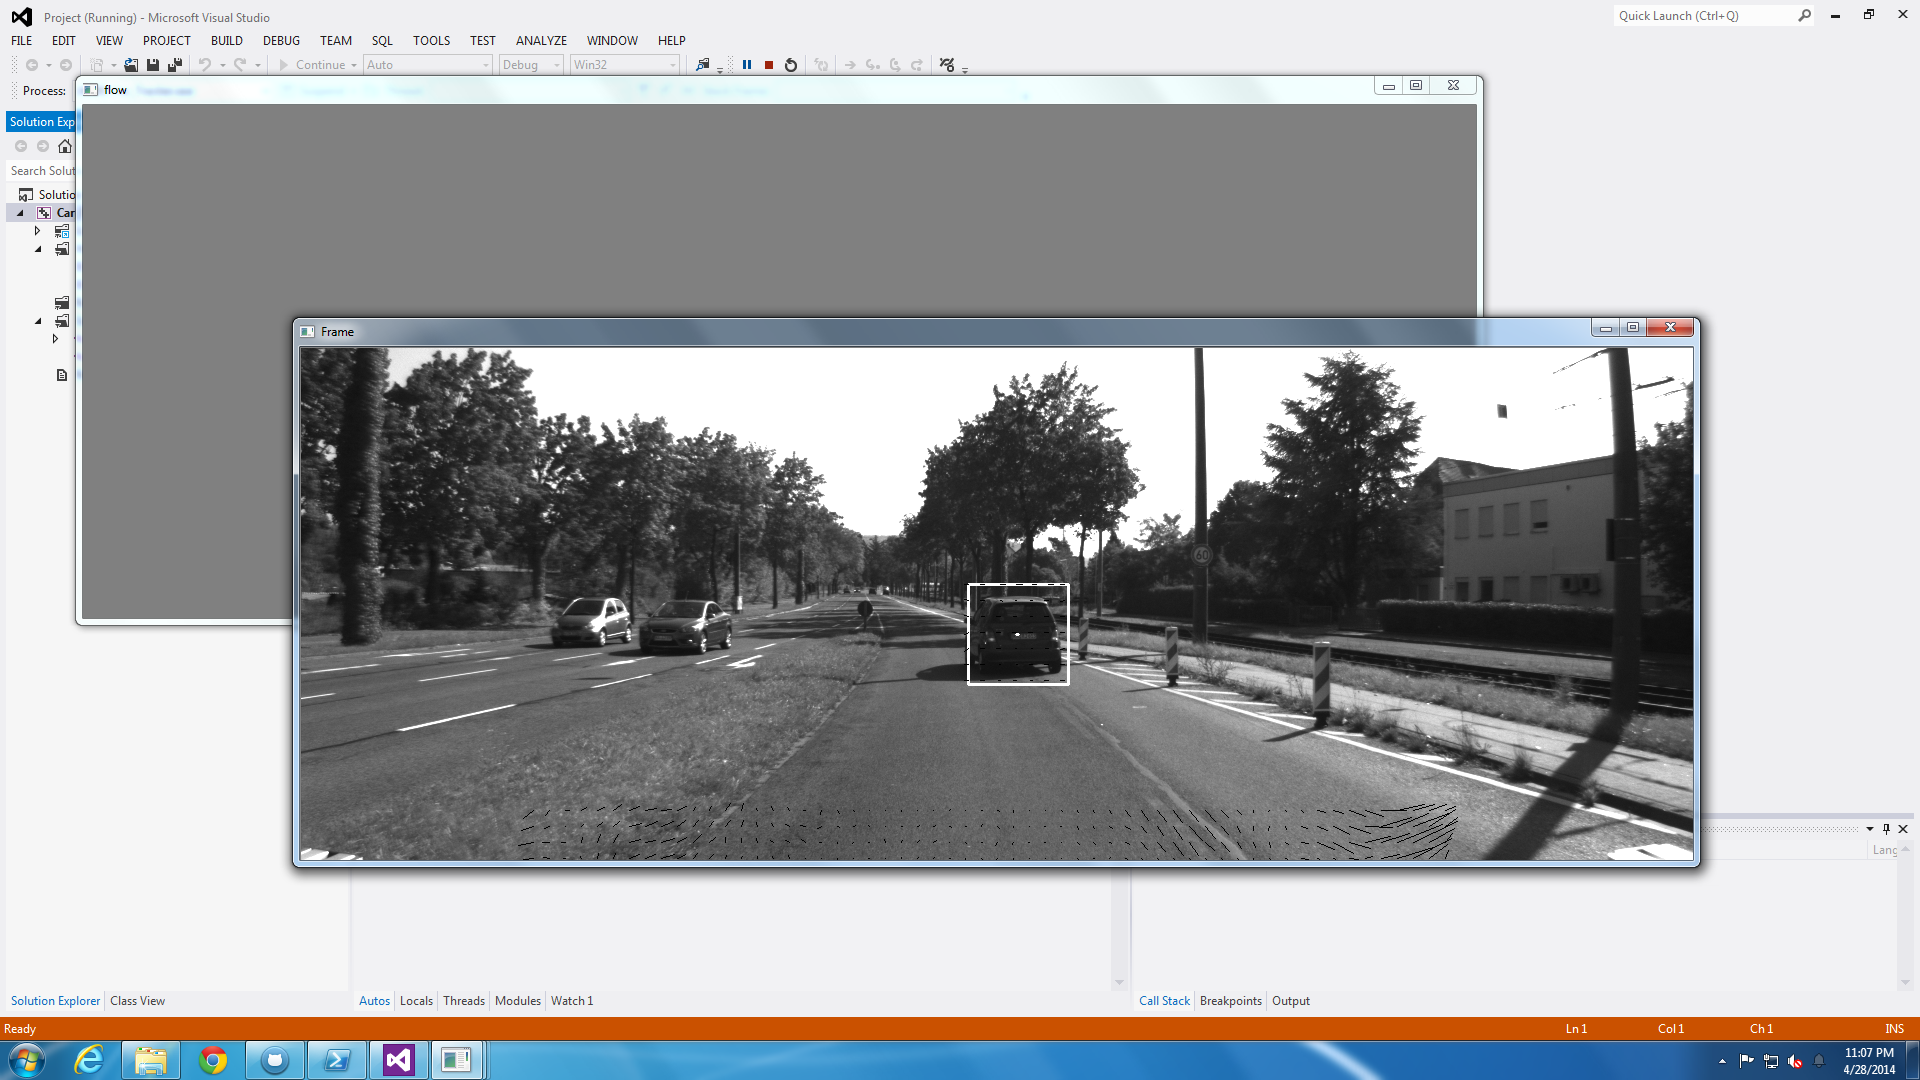 Project (Running) - Microsoft Visual Studio
Quick Launch (Ctrl+Q)
FILE EDIT VIEW PROJECT BUILD DEBUG TEAM SQL TOOLS TEST ANALYZE WINDOW HELP
Continue Auto Debug Win32
Process:
flow
Solution Exp
Search Solut
Solutio
Car
Frame
60
Lang
Solution Explorer Class View
Autos Locals Threads Modules Watch 1
Call Stack Breakpoints Output
Ready
Ln 1 Col 1 Ch 1 INS
11:07 PM
4/28/2014